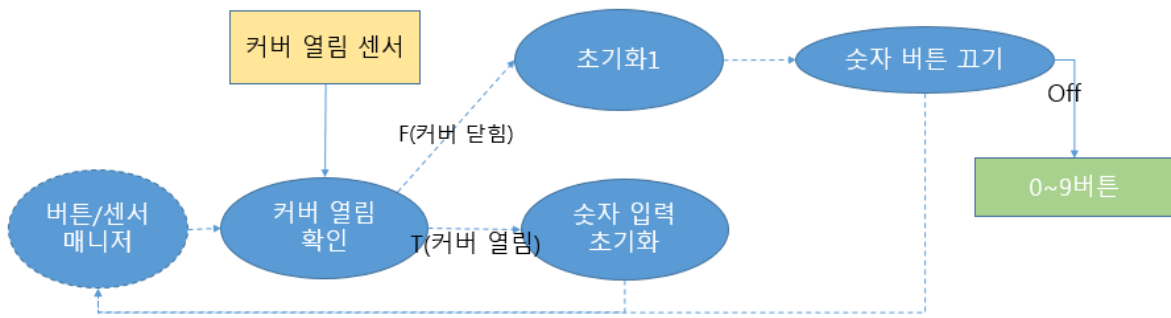 커버 열림 센서
초기화1
숫자 버튼 끄기
Off
F(커버 닫힘)
0~9버튼
버튼/센서
매니저
커버 열림
확인
T(커버 열림)
숫자 입력
초기화